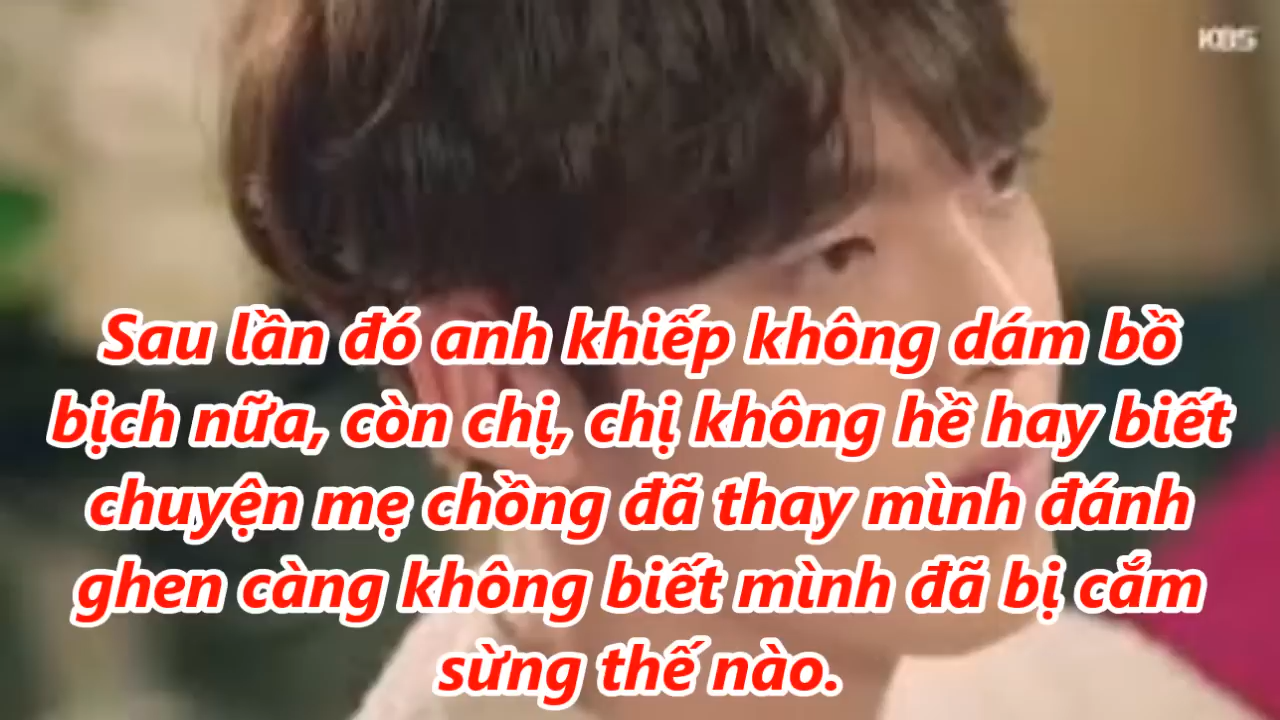 KBS
Sau lần đó anh khiếp không dám bồ
bịch nữa, còn chị, chị không hề hay biết
chuyện mẹ chồng đã thay mình đánh
ghen càng không biết mình đã bị cắm
sừng thế nào.